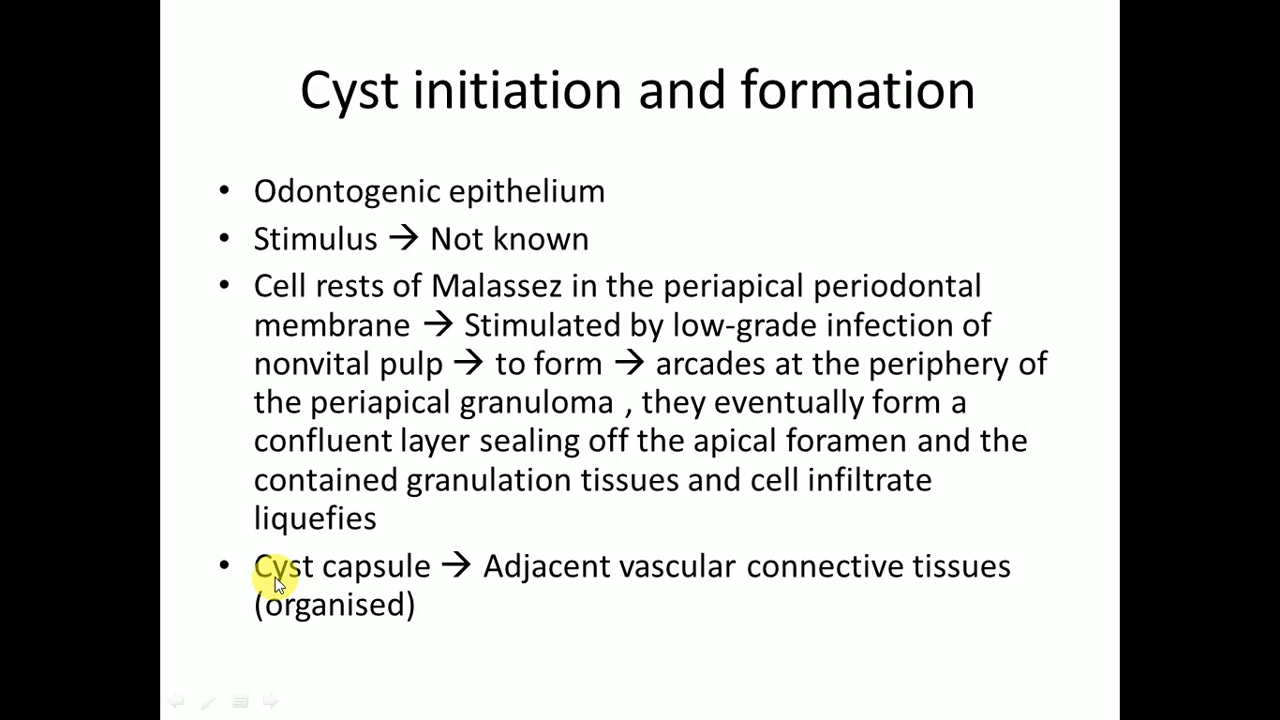 Cyst initiation and formation
• Odontogenic epithelium
• Stimulus → Not known
• Cell rests of Malassez in the periapical periodontal
membrane → Stimulated by low-grade infection of
nonvital pulp → to form → arcades at the periphery of
the periapical granuloma , they eventually form a
confluent layer sealing off the apical foramen and the
contained granulation tissues and cell infiltrate
liquefies
• Cyst capsule → Adjacent vascular connective tissues
(organised)